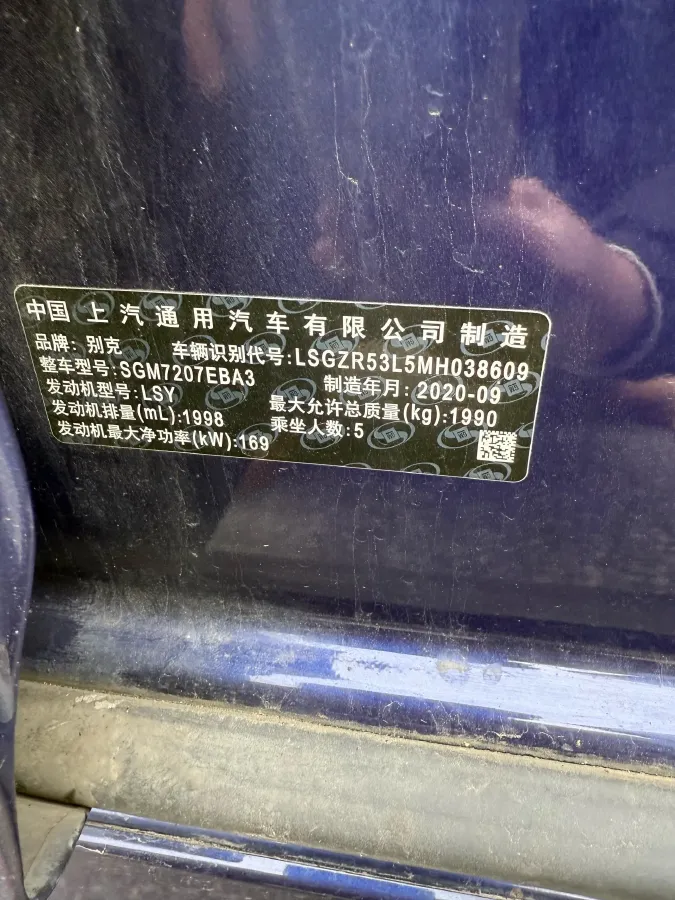 中国上汽通用汽车有限公司制造
品牌:别克 车辆识别代号:LSGZR53L5MH038609
整车型号:SGM7207EBA3 制造年月:2020-09
发动机型号:LSY 最大允许总质量(kg):1990
发动机排量(mL):1998 乘坐人数:5
发动机最大净功率(kW):169